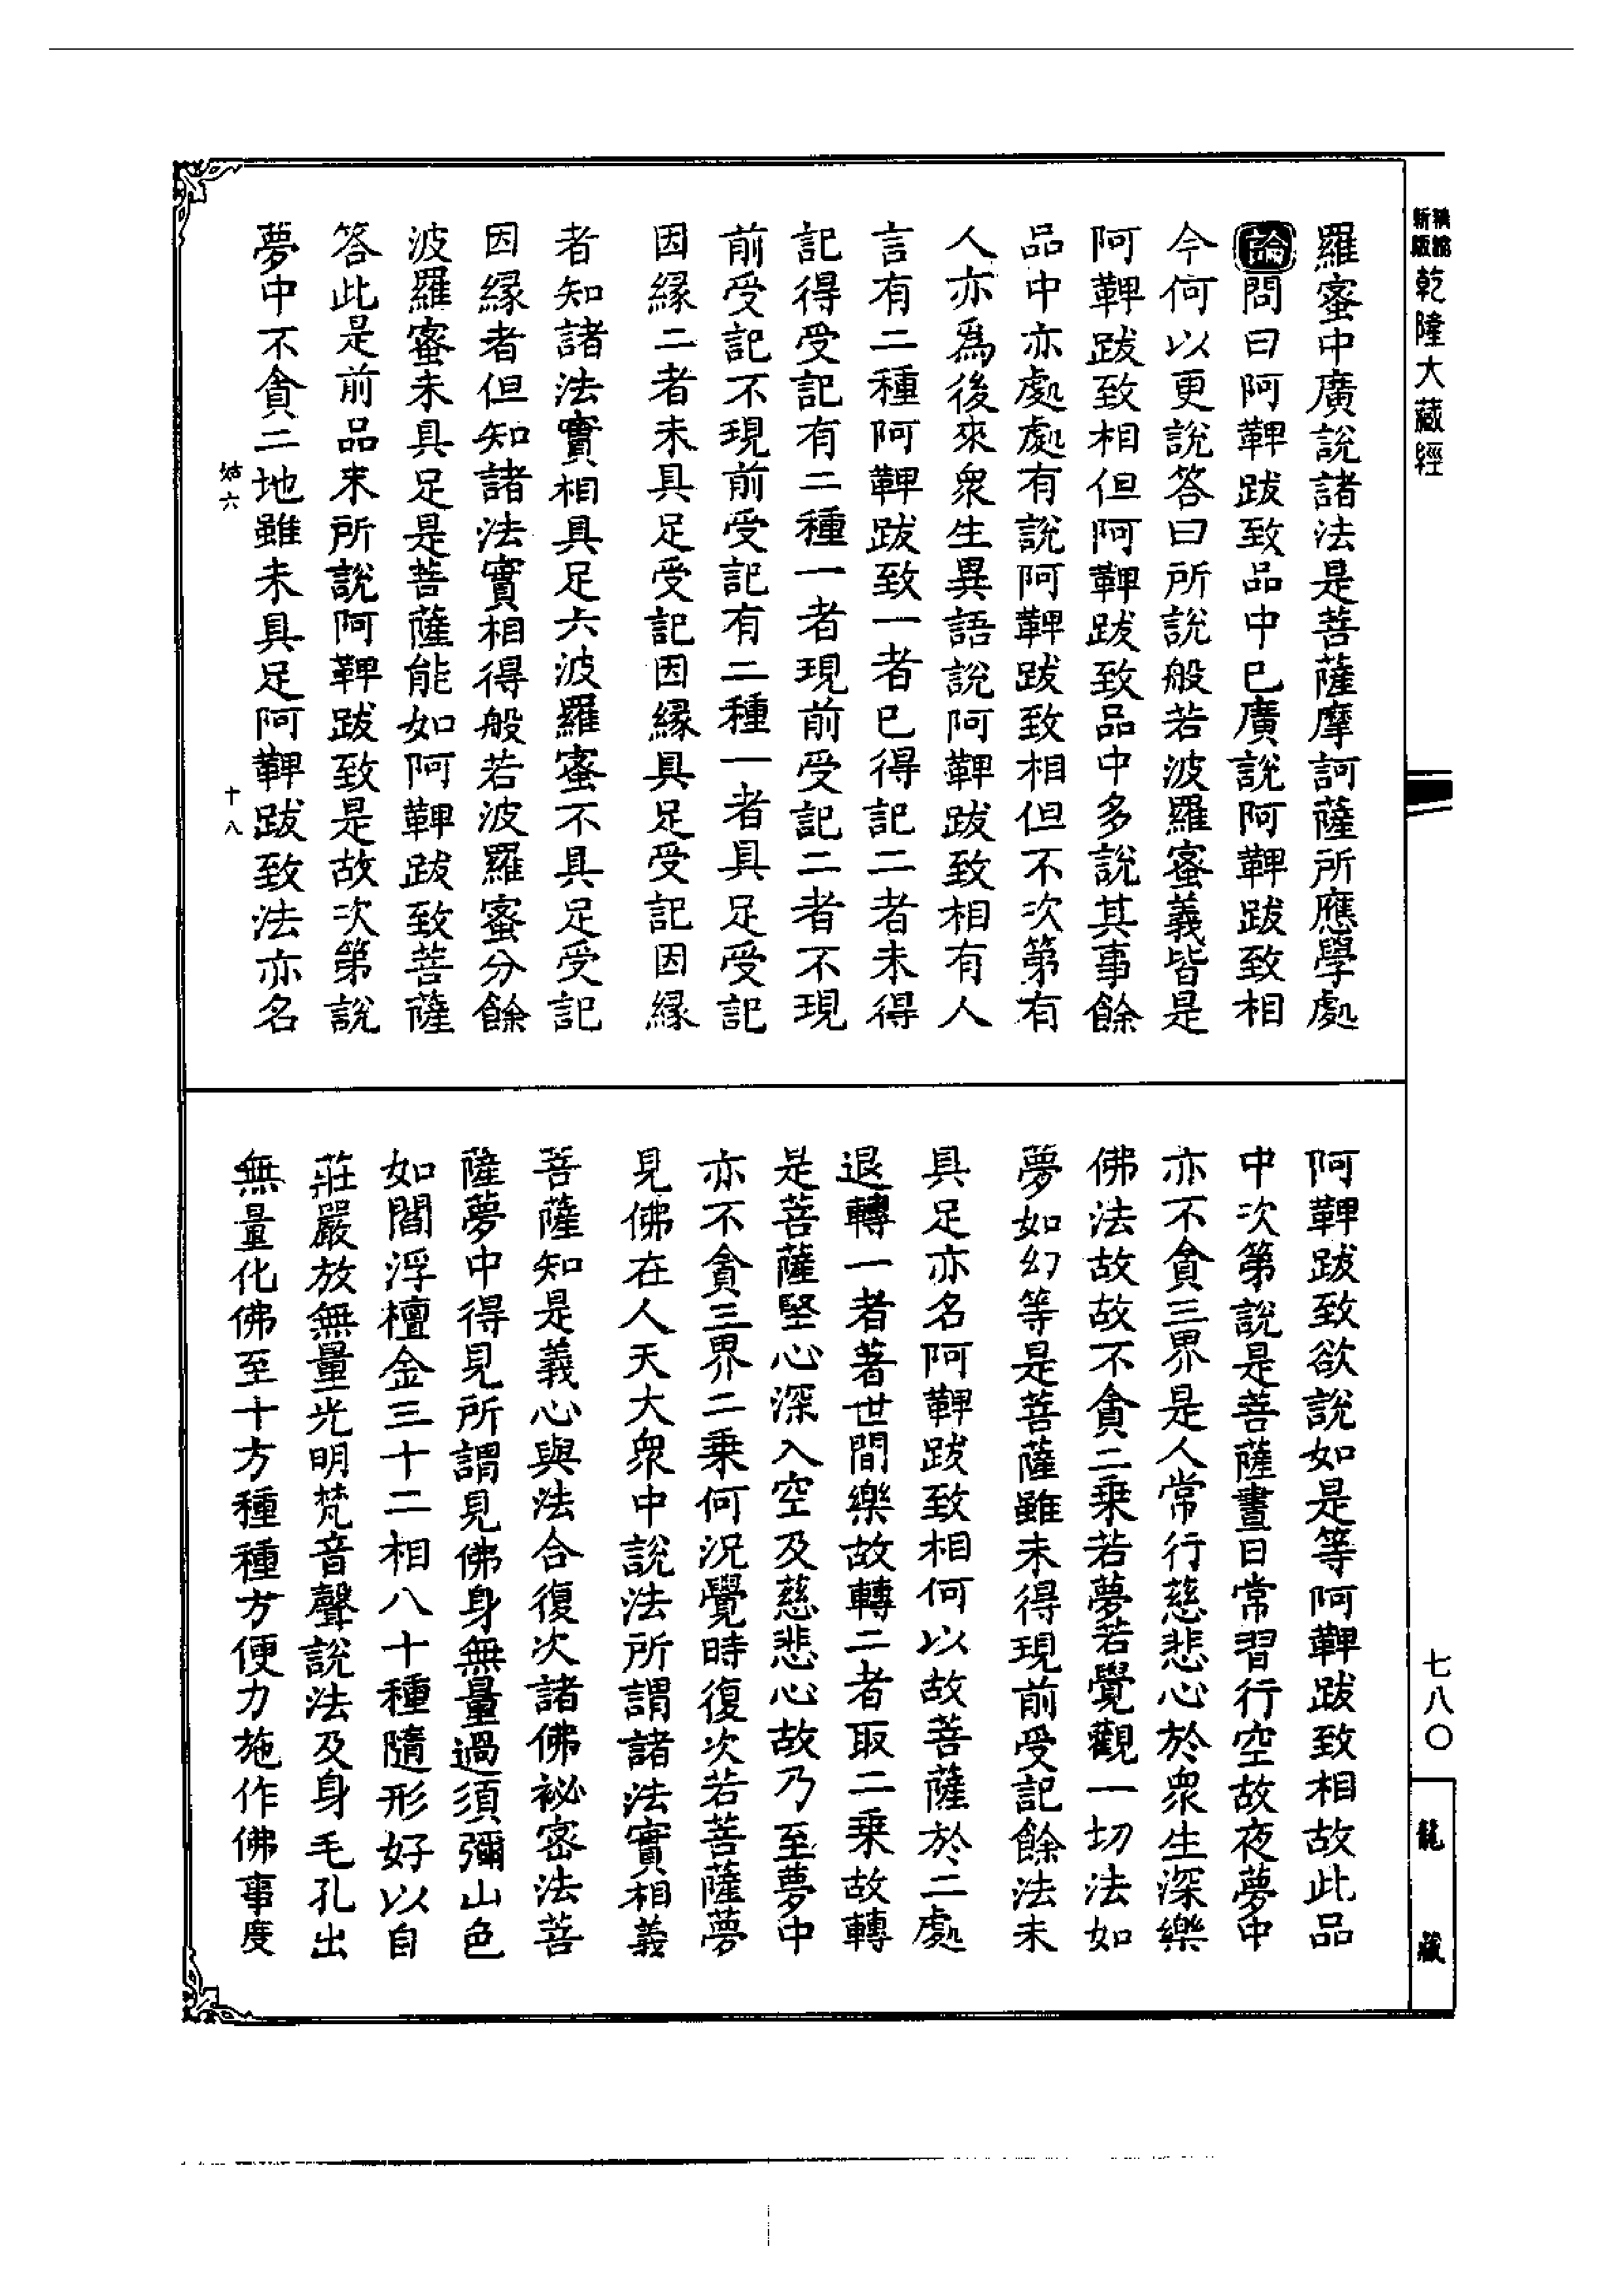 新版
精縮
乾隆大藏經
羅蜜中廣說諸法是菩薩摩訶薩所應學處
論問曰阿鞞跋致品中已廣說阿鞞跋致相
今何以更說答曰所說般若波羅蜜義皆是
阿鞞跋致相但阿鞞跋致品中多說其事餘
品中亦處處有說阿鞞跋致相但不次第有
人亦為後來眾生異語說阿鞞跋致相有人
言有二種阿鞞跋致一者已得記二者未得
記得受記有二種一者現前受記二者不現
前受記不現前受記有二種一者具足受記
因緣二者未具足受記因緣具足受記因緣
者知諸法實相具足六波羅蜜不具足受記
因緣者但知諸法實相得般若波羅蜜分餘
波羅蜜未具足是菩薩能如阿鞞跋致菩薩
答此是前品來所說阿鞞跋致是故次第說
夢中不貪二地雖未具足阿鞞跋致法亦名
姑六
十八
阿鞞跋致欲說如是等阿鞞跋致相故此品
中次第說是菩薩晝日常習行空故夜夢中
亦不貪三界是人常行慈悲心於眾生深樂
佛法故故不貪二乘若夢若覺觀一切法如
夢如幻等是菩薩雖未得現前受記餘法未
具足亦名阿鞞跋致相何以故菩薩於二處
退轉一者著世間樂故轉二者取二乘故轉
是菩薩堅心深入空及慈悲心故乃至夢中
亦不貪三界二乘何況覺時復次若菩薩夢
見佛在人天大眾中說法所謂諸法實相義
菩薩知是義心與法合復次諸佛祕密法菩
薩夢中得見所謂見佛身無量過須彌山色
如閻浮檀金三十二相八十種隨形好以自
莊嚴放無量光明梵音聲說法及身毛孔出
無量化佛至十方種種方便力施作佛事度
七八〇
龍藏